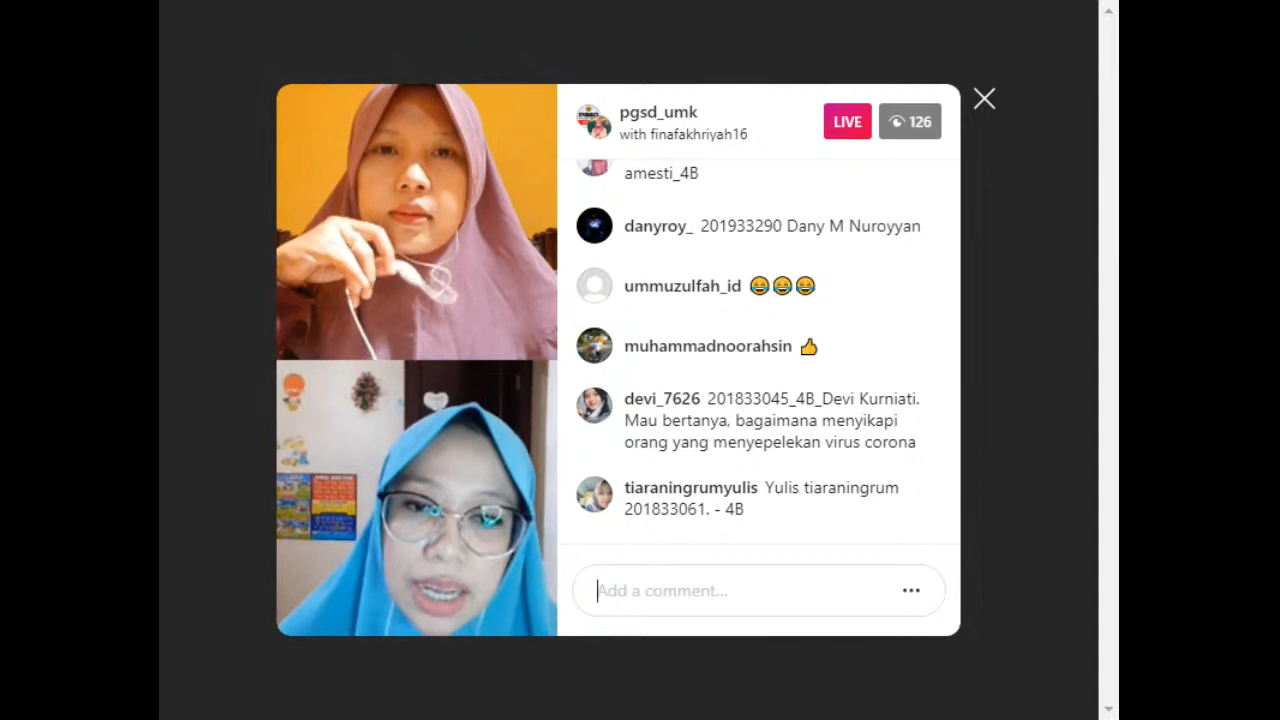 pgsd_umk
with finafakhriyah16
LIVE
126
amesti_4B
danyroy_ 201933290 Dany M Nuroyyan
ummuzulfah_id 😂😂😂
muhammadnoorahsin 👍
devi_7626 201833045_4B_Devi Kurniati.
Mau bertanya, bagaimana menyikapi
orang yang menyepelekan virus corona
tiaraningrumyulis Yulis tiaraningrum
201833061. - 4B
Add a comment...